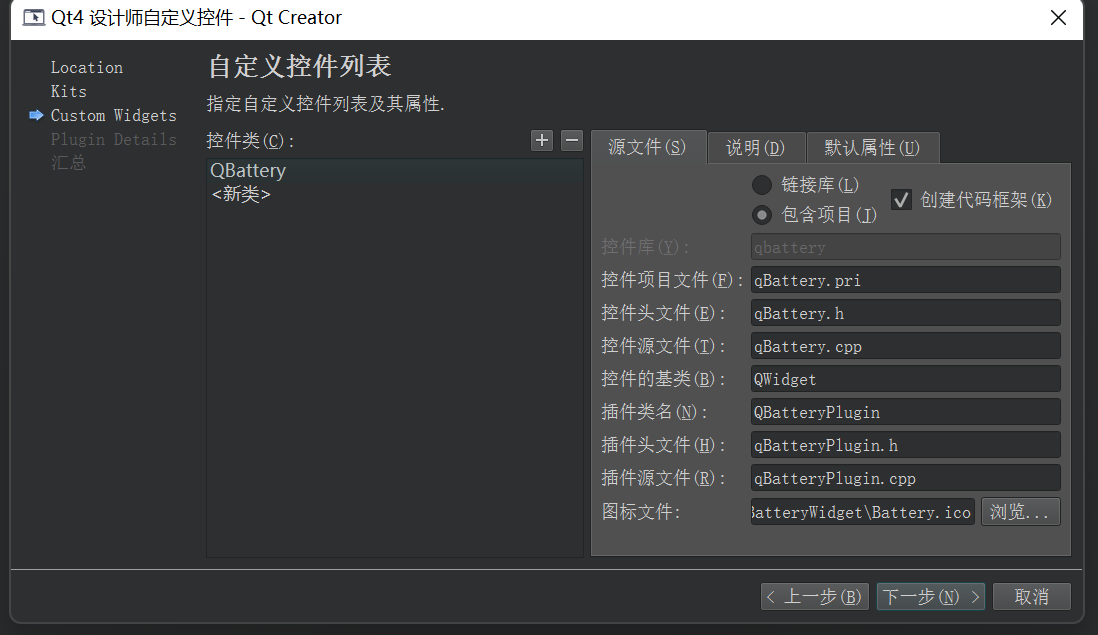 Qt4 设计师自定义控件 - Qt Creator
Location
Kits
Custom Widgets
Plugin Details
汇总
自定义控件列表
指定自定义控件列表及其属性.
控件类(C):
QBattery
<新类>
源文件(S) 说明(D) 默认属性(U)
链接库(L)
包含项目(I)
创建代码框架(K)
控件库(Y): qbattery
控件项目文件(F): qBattery.pri
控件头文件(E): qBattery.h
控件源文件(T): qBattery.cpp
控件的基类(B): QWidget
插件类名(N): QBatteryPlugin
插件头文件(H): qBatteryPlugin.h
插件源文件(R): qBatteryPlugin.cpp
图标文件: BatteryWidget\Battery.ico 浏览...
< 上一步(B) 下一步(N) > 取消